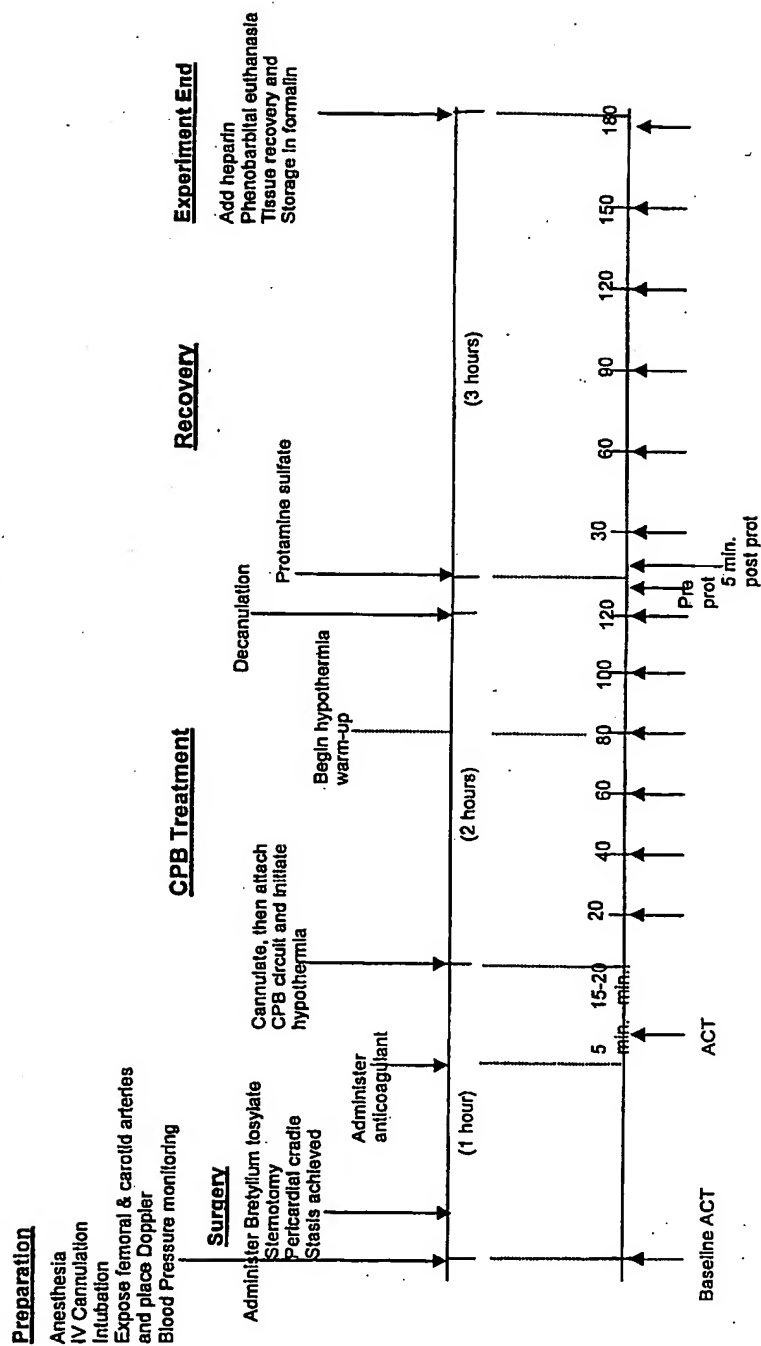 Preparation
Anesthesia
IV Cannulation
Intubation
Expose femoral & carotid arteries
and place Doppler
Blood Pressure monitoring
Surgery
Administer Bretylium tosylate
Sternotomy
Pericardial cradle
Stasis achieved
Administer
anticoagulant
(1 hour)
CPB Treatment
Cannulate, then attach
CPB circuit and initiate
hypothermia
Begin hypothermia
warm-up
(2 hours)
Decanulation
Protamine sulfate
Recovery
(3 hours)
Experiment End
Add heparin
Phenobarbital euthanasia
Tissue recovery and
Storage in formalin
Baseline ACT
5
min.
ACT
15-20
min.
20
40
60
80
100
120
Pre
prot
5 min.
post prot
30
60
90
120
150
180